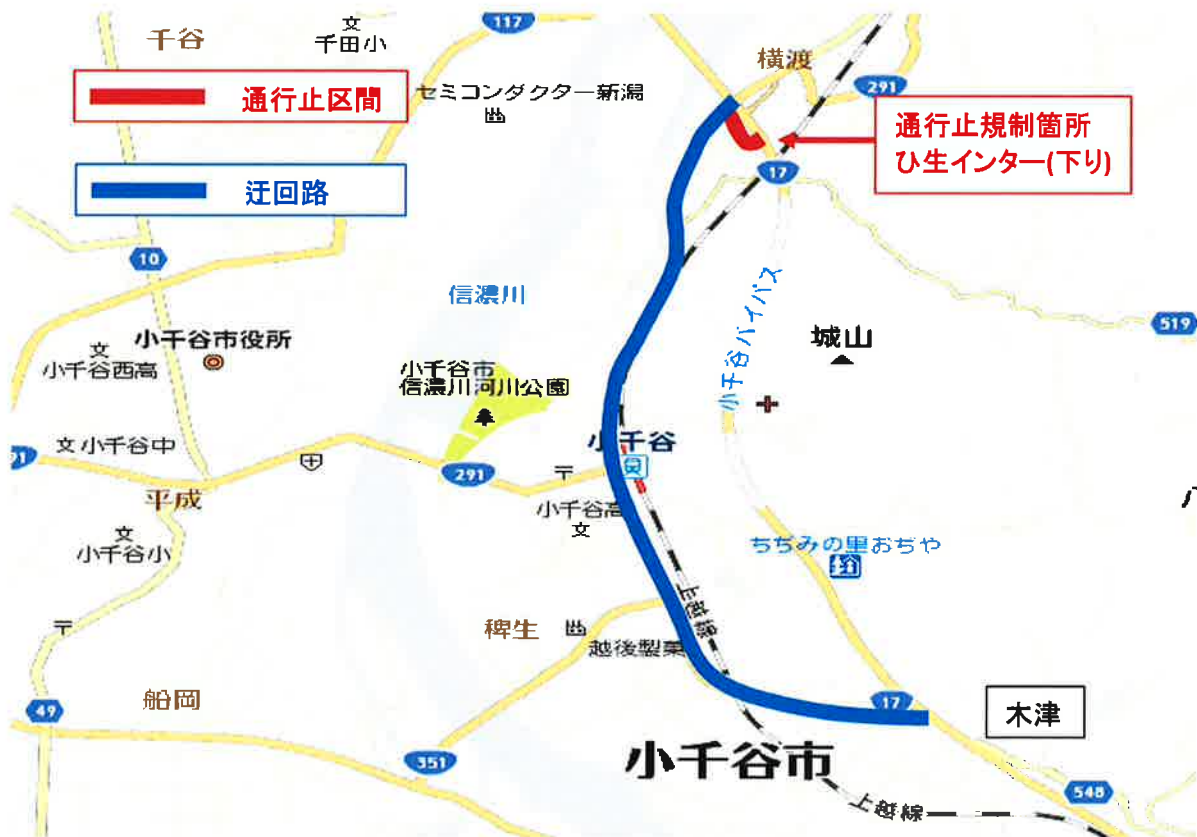 千谷
文
千田小
117
横渡
通行止区間
セミコンダクター新潟
291
通行止規制箇所
ひ生インター(下り)
17
迂回路
10
信濃川
小千谷バイパス
519
小千谷市役所
城山
文
小千谷西高
小千谷市
信濃川河川公園
文 小千谷中
小千谷
291
〒
平成
小千谷高
文
文
小千谷小
ちぢみの里おぢや
〒
稗生
上越線
越後製菓
船岡
49
17
木津
351
小千谷市
548
上越線